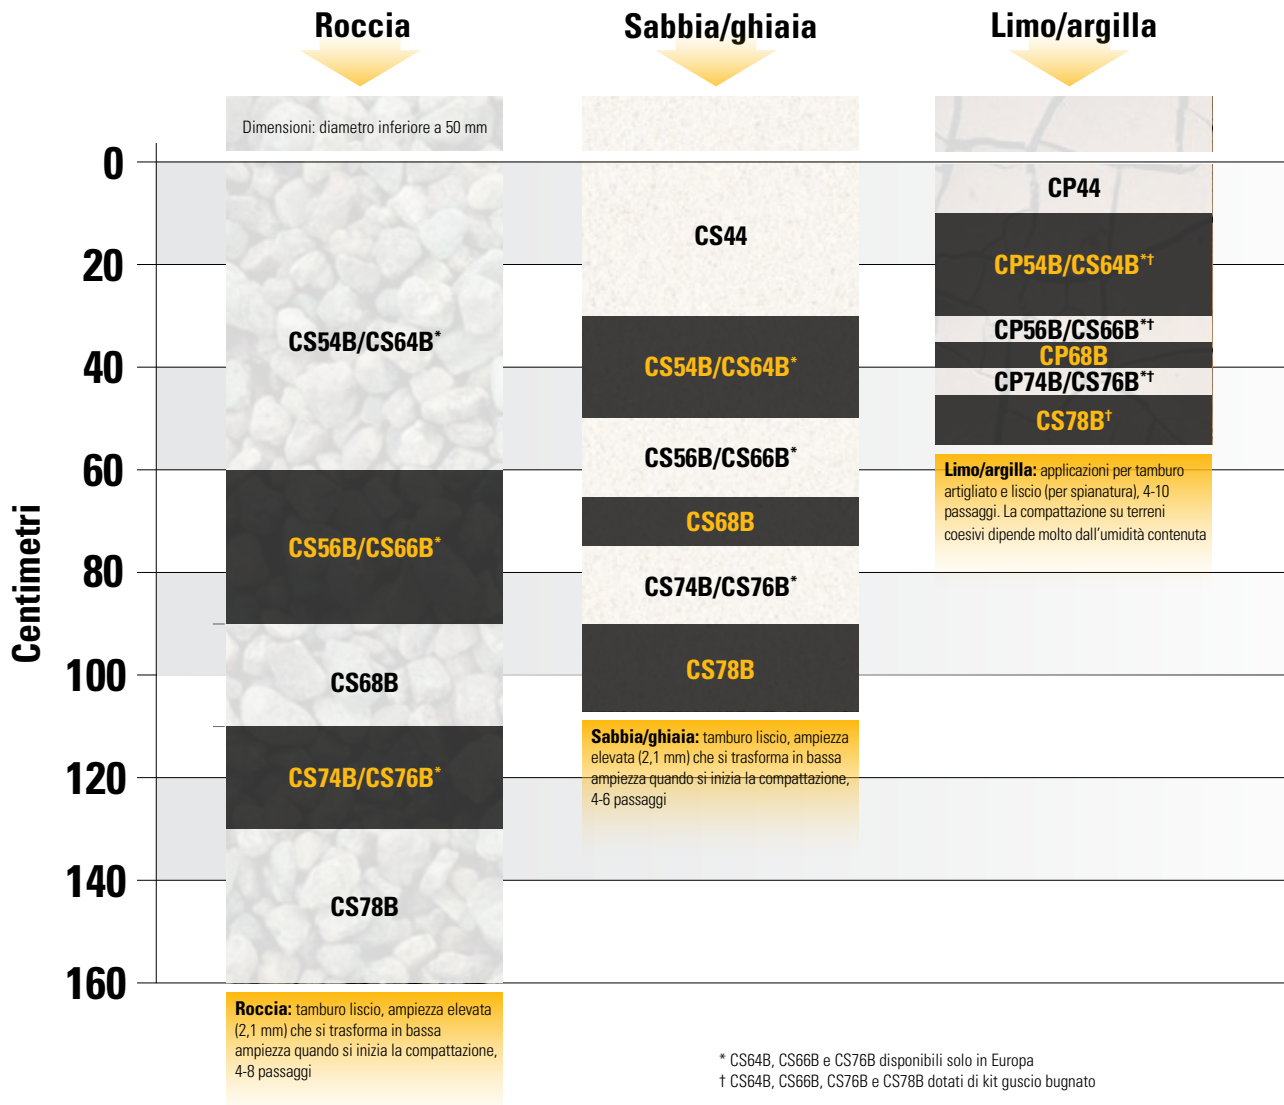 Roccia
Sabbia/ghiaia
Limo/argilla
Dimensioni: diametro inferiore a 50 mm
Centimetri
0
20
40
60
80
100
120
140
160
CS54B/CS64B*
CS56B/CS66B*
CS68B
CS74B/CS76B*
CS78B
Roccia: tamburo liscio, ampiezza elevata
(2,1 mm) che si trasforma in bassa
ampiezza quando si inizia la compattazione,
4-8 passaggi
CS44
CS54B/CS64B*
CS56B/CS66B*
CS68B
CS74B/CS76B*
CS78B
Sabbia/ghiaia: tamburo liscio, ampiezza
elevata (2,1 mm) che si trasforma in bassa
ampiezza quando si inizia la compattazione,
4-6 passaggi
CP44
CP54B/CS64B*†
CP56B/CS66B*†
CP68B
CP74B/CS76B*†
CS78B†
Limo/argilla: applicazioni per tamburo
artigliato e liscio (per spianatura), 4-10
passaggi. La compattazione su terreni
coesivi dipende molto dall'umidità contenuta
* CS64B, CS66B e CS76B disponibili solo in Europa
† CS64B, CS66B, CS76B e CS78B dotati di kit guscio bugnato